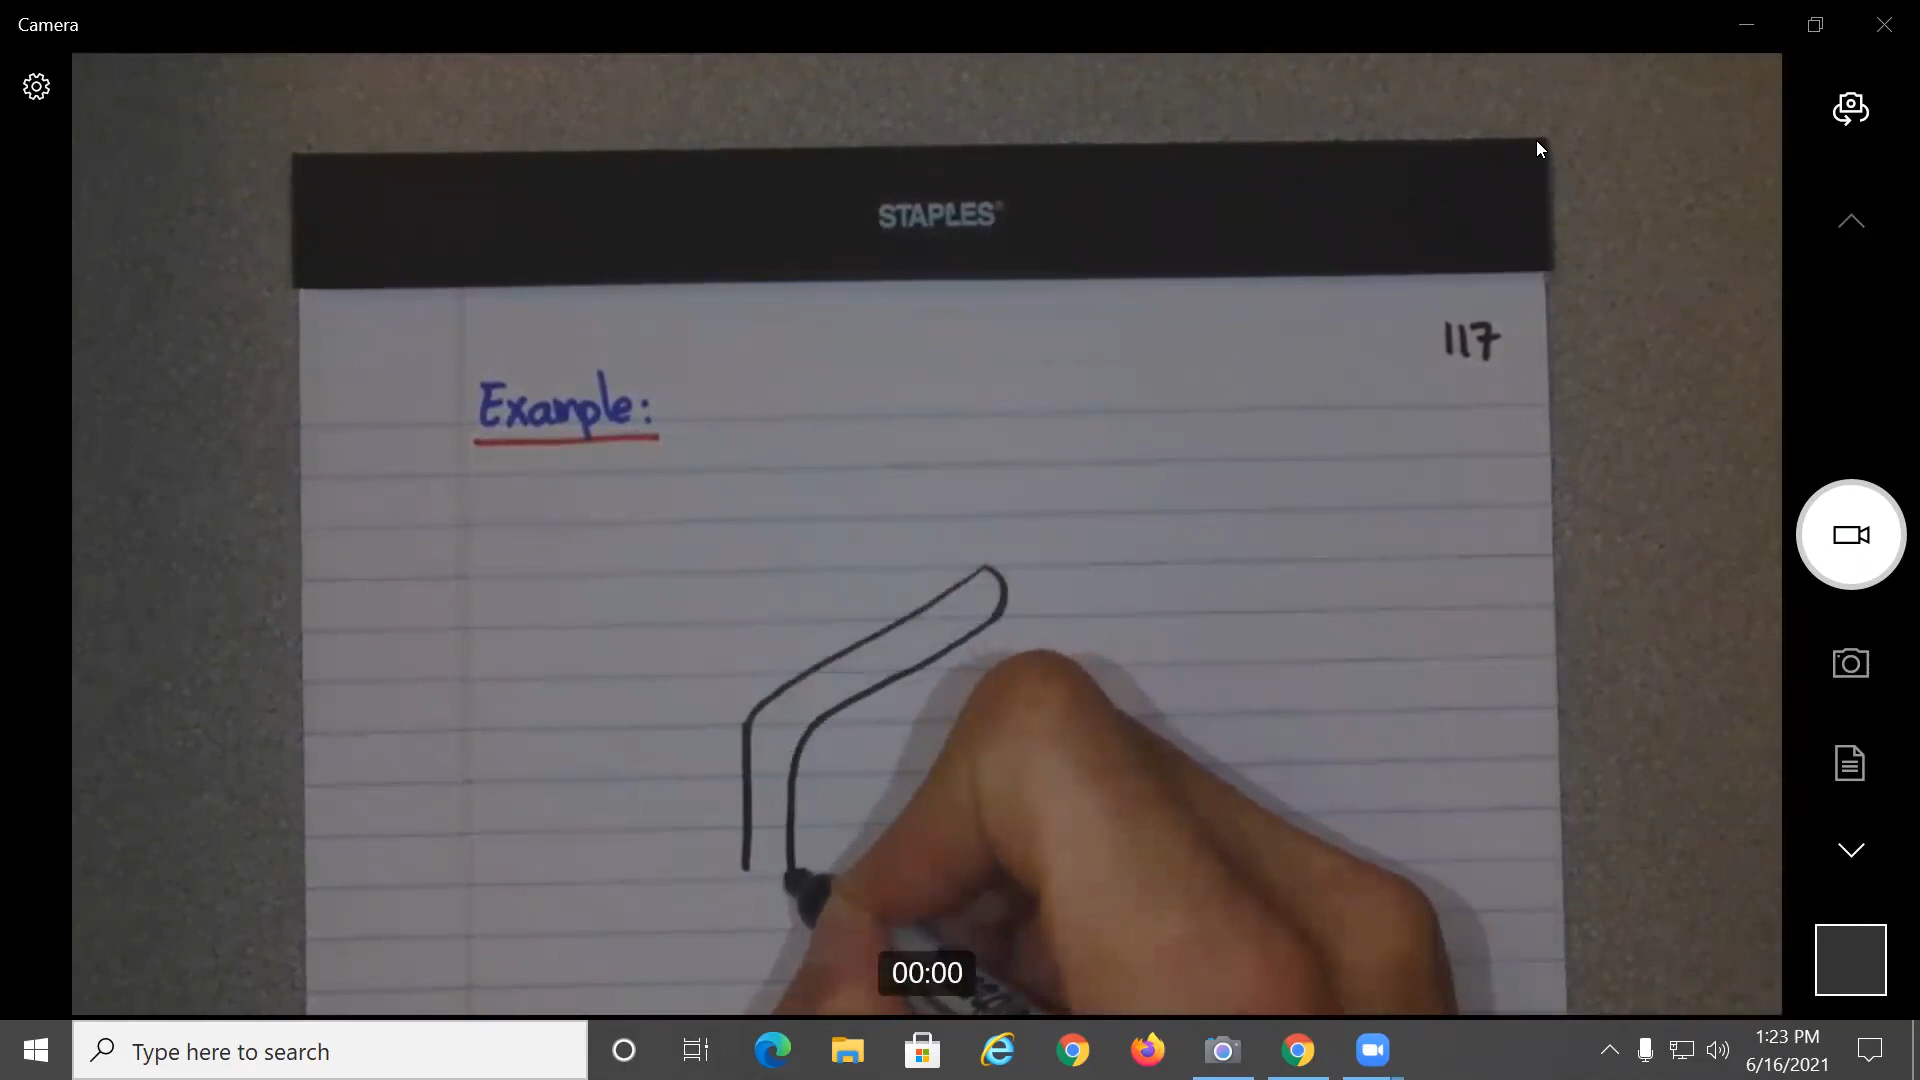 Camera
STAPLES®
117
Example:
00:00
Type here to search
1:23 PM
6/16/2021